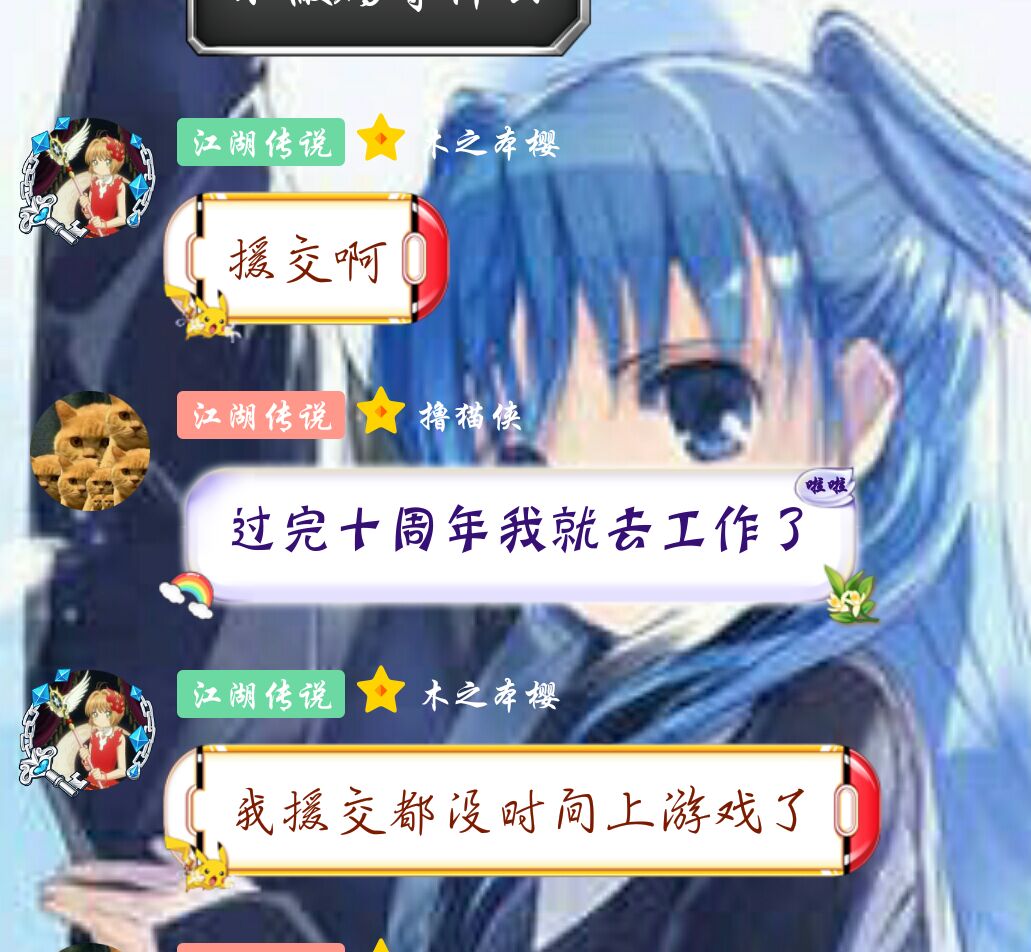 江湖传说 木之本樱
援交啊
江湖传说 撸猫侠
啦啦
过完十周年我就去工作了
江湖传说 木之本樱
我援交都没时间上游戏了